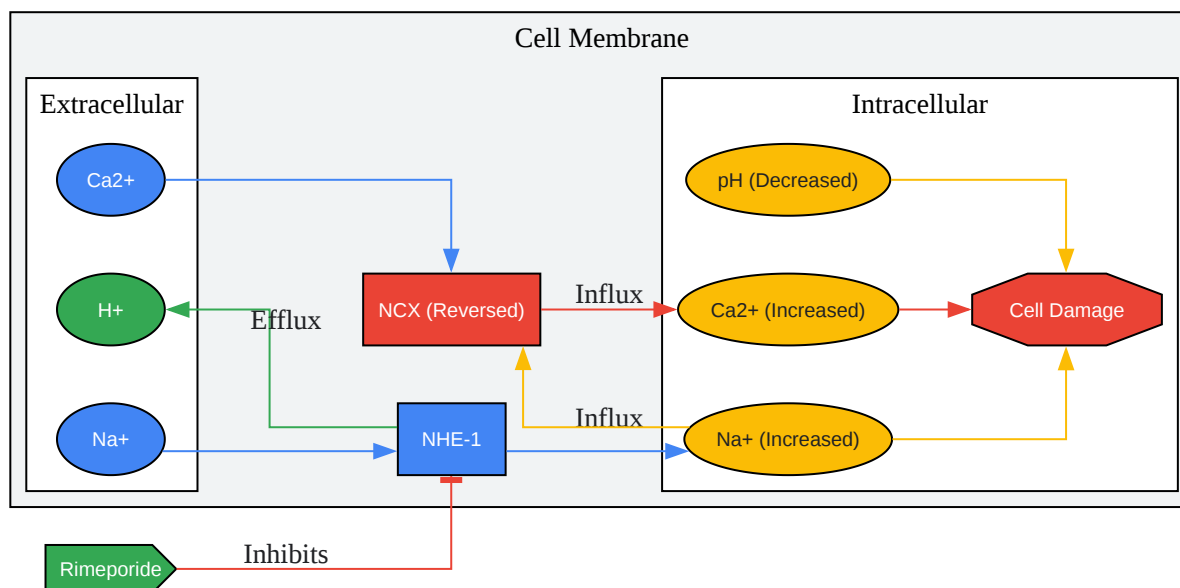 Cell Membrane
Extracellular
Intracellular
Ca2+
pH (Decreased)
H+
Efflux
NCX (Reversed)
Influx
Ca2+ (Increased)
Cell Damage
Na+
NHE-1
Influx
Na+ (Increased)
Rimeporide
Inhibits